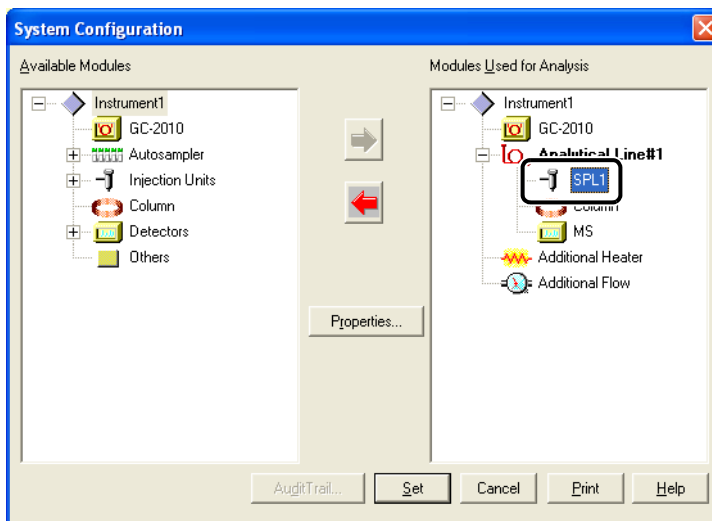 System Configuration
Available Modules
Instrument1
GC-2010
Autosampler
Injection Units
Column
Detectors
Others
Properties...
Modules Used for Analysis
Instrument1
GC-2010
Analytical Line#1
SPL1
Column
MS
Additional Heater
Additional Flow
AuditTrail...
Set
Cancel
Print
Help